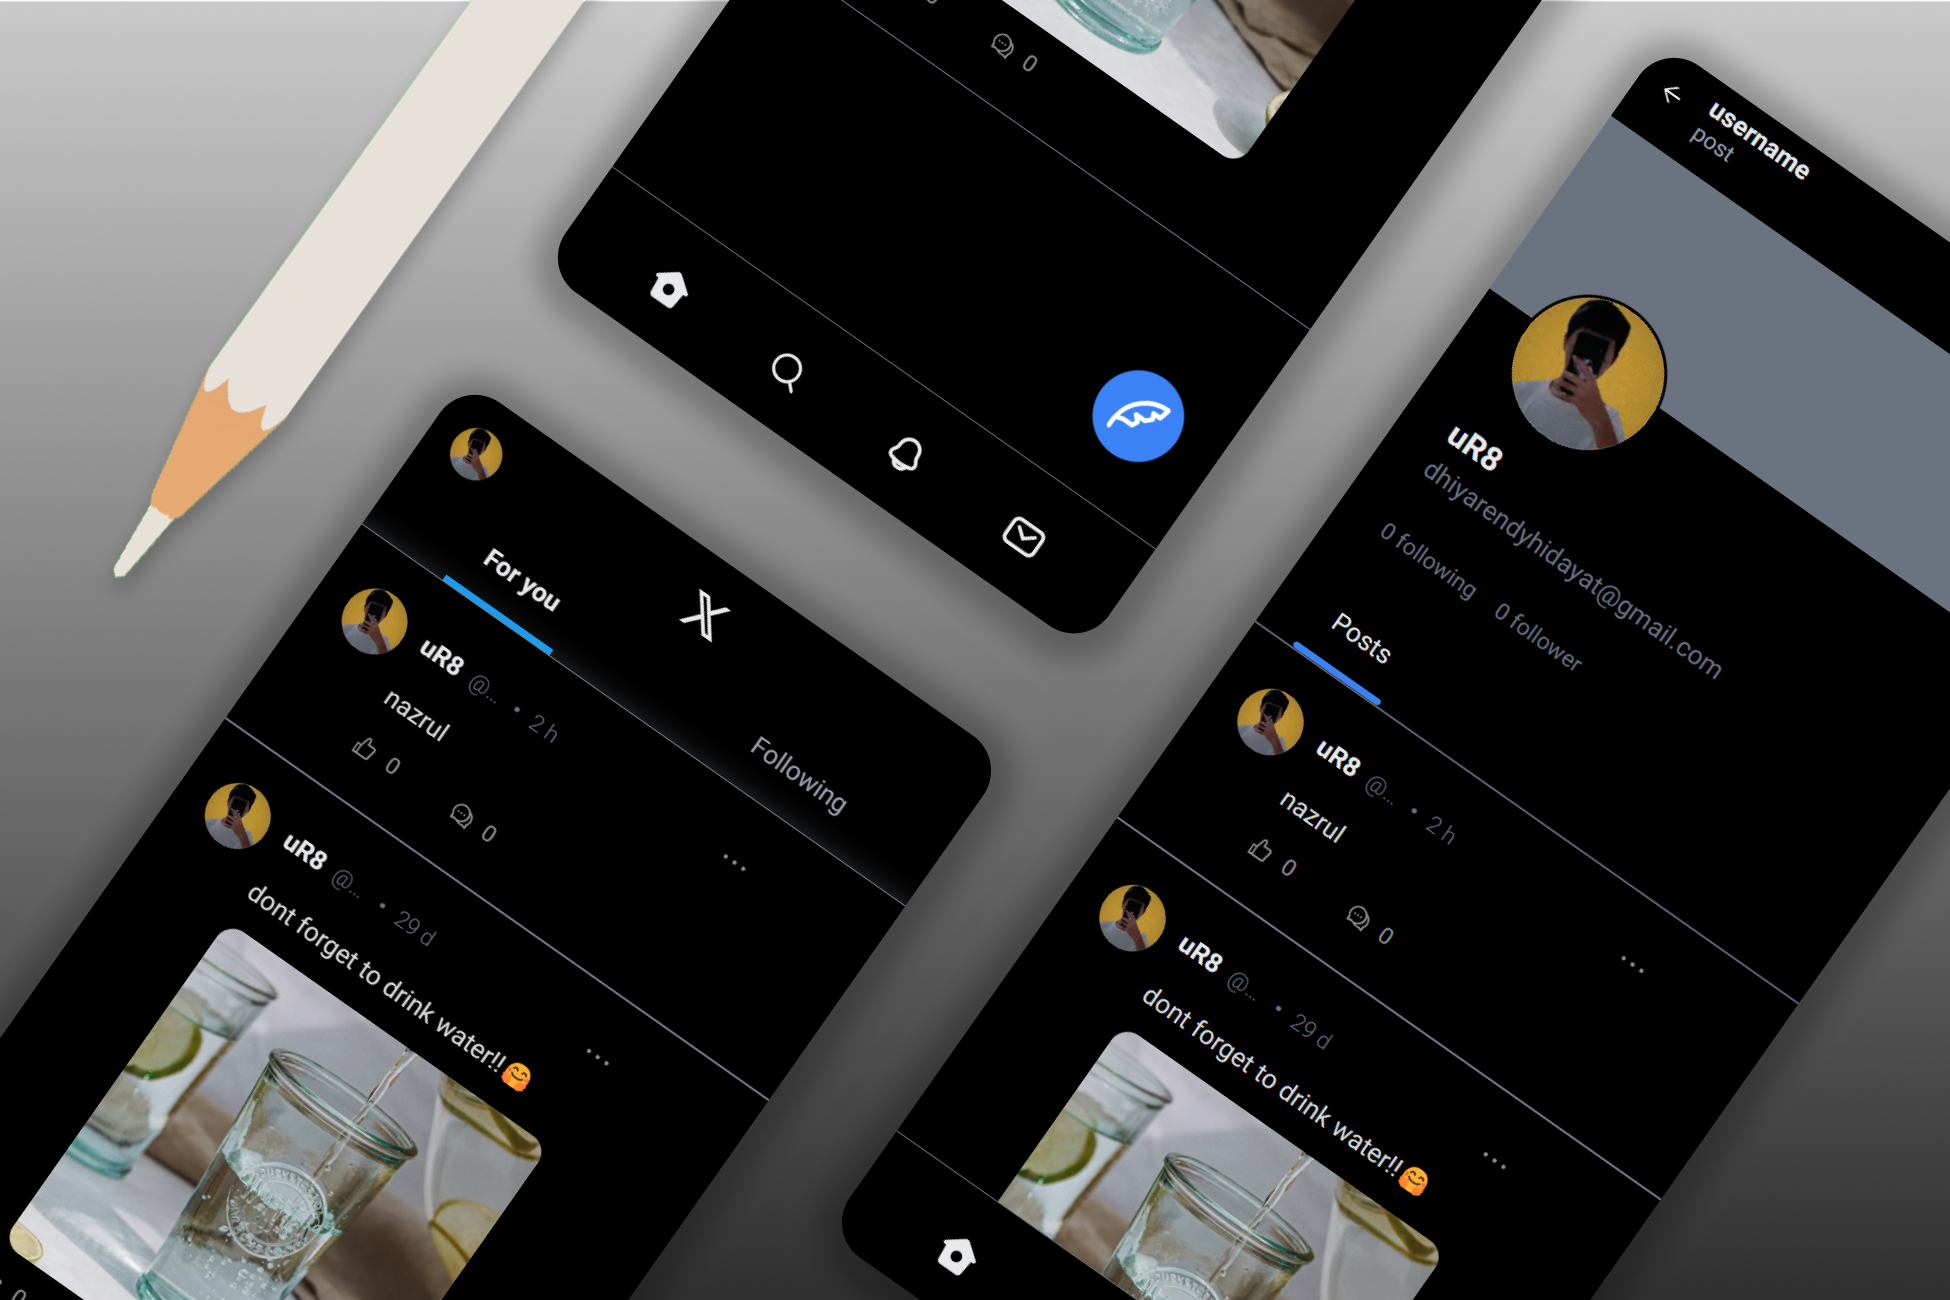 0
For you
Following
uR8 @... • 2 h
nazrul
0 0
uR8 @... • 29 d
dont forget to drink water!!🤗
0
username
post
uR8
dhiyarendyhidayat@gmail.com
0 following 0 follower
Posts
uR8 @... • 2 h
nazrul
0 0
uR8 @... • 29 d
dont forget to drink water!!🤗